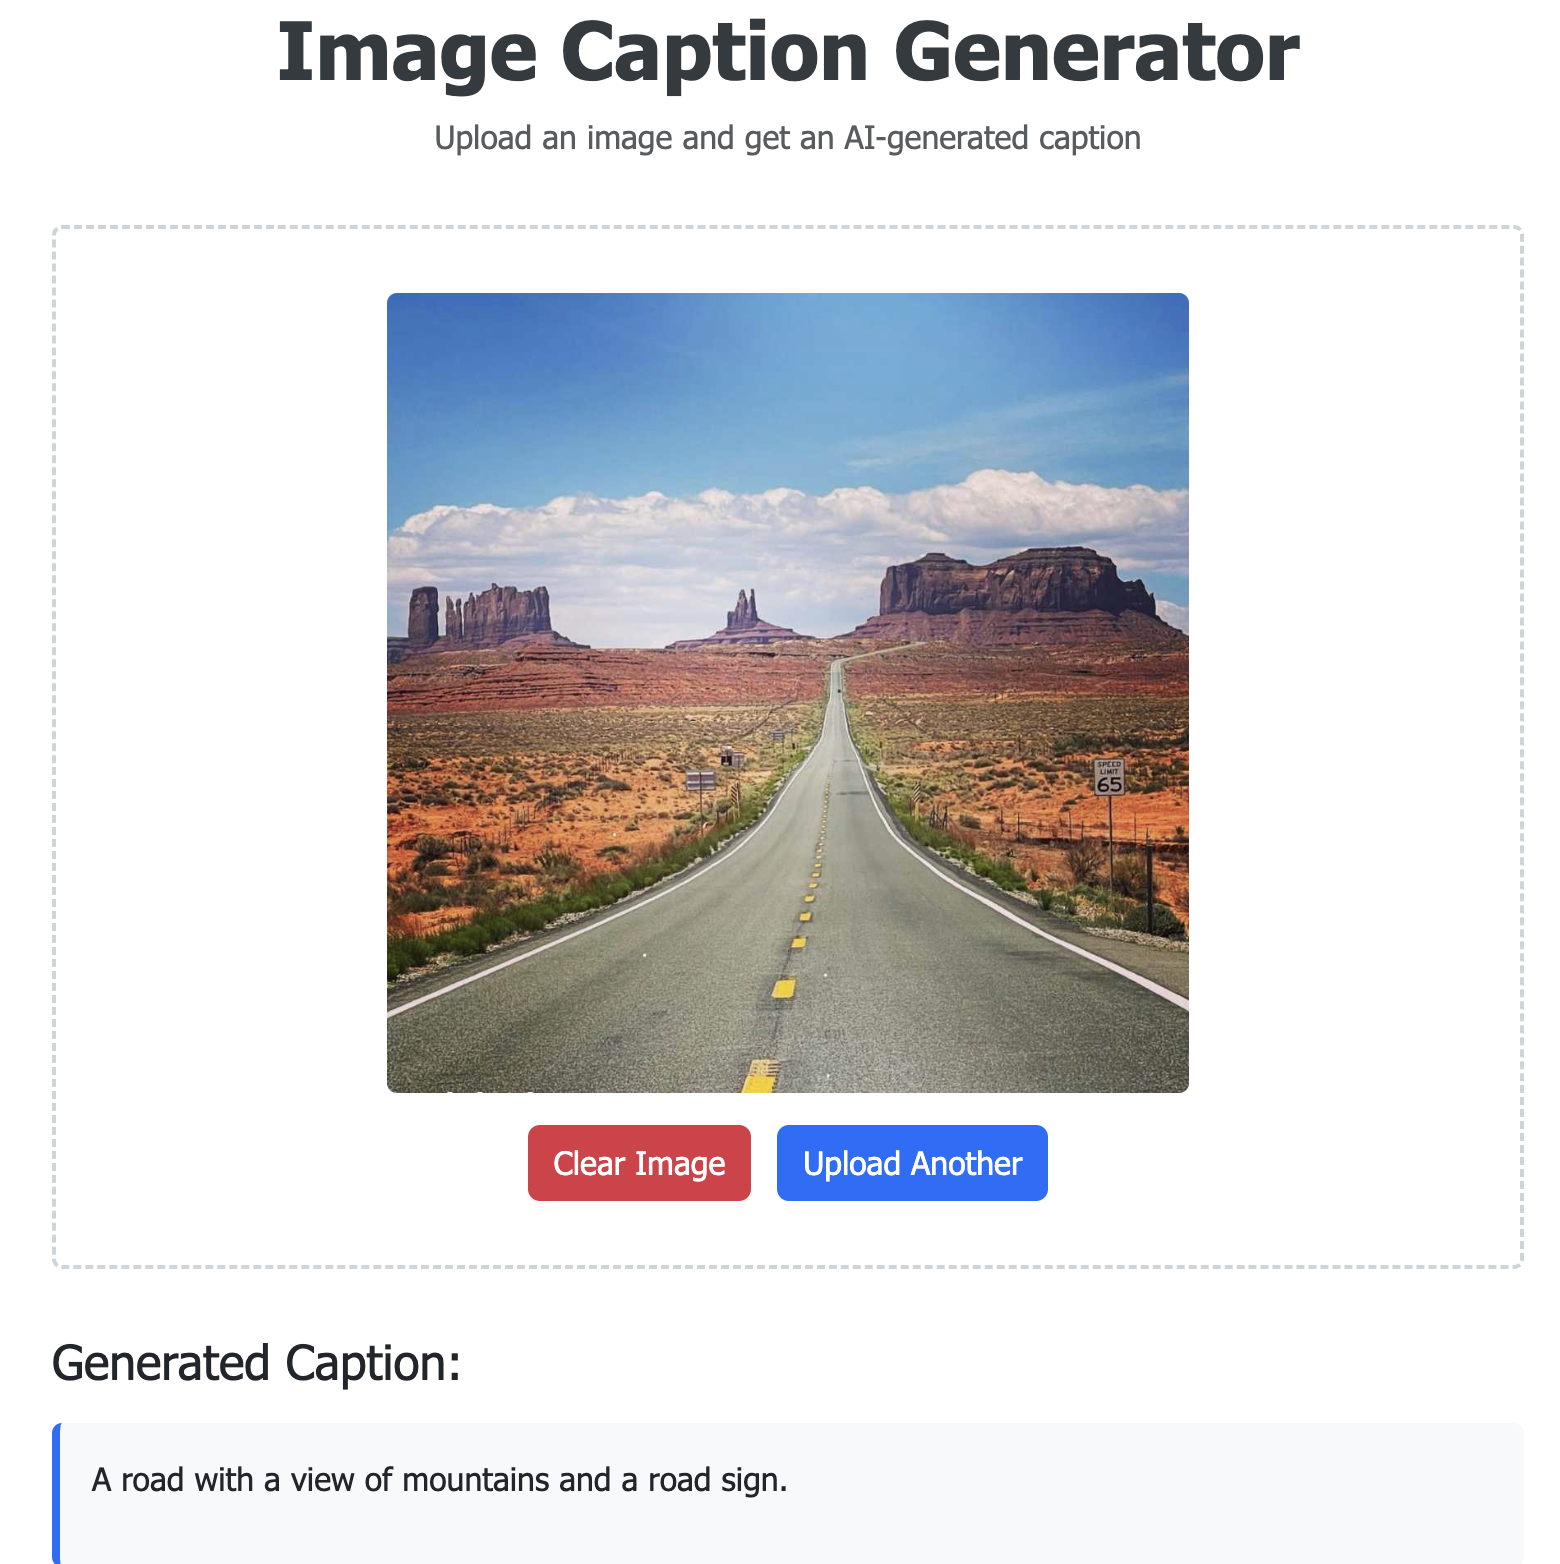 Image Caption Generator
Upload an image and get an AI-generated caption
SPEED
LIMIT
65
Clear Image
Upload Another
Generated Caption:
A road with a view of mountains and a road sign.